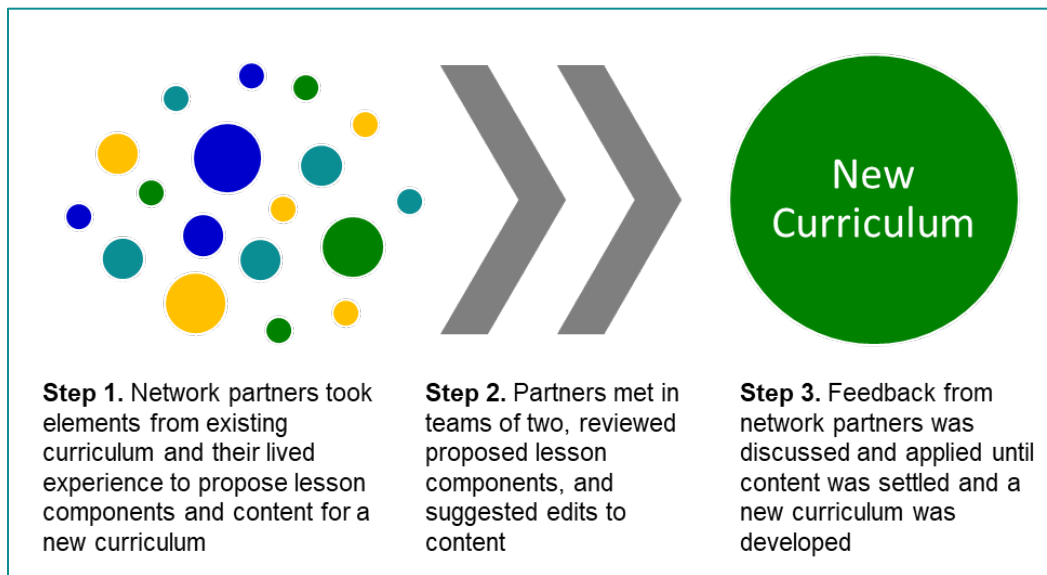 New
Curriculum
Step 1. Network partners took
elements from existing
curriculum and their lived
experience to propose lesson
components and content for a
new curriculum
Step 2. Partners met in
teams of two, reviewed
proposed lesson
components, and
suggested edits to
content
Step 3. Feedback from
network partners was
discussed and applied until
content was settled and a
new curriculum was
developed